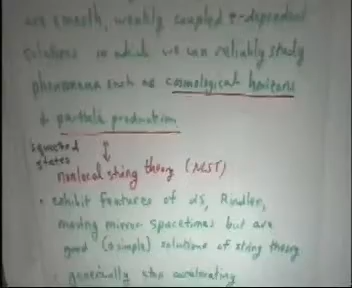 are smooth, weakly coupled t-dependent
solutions in which we can reliably study
phenomena such as cosmological horizons
& particle production
squeezed
states
nonlocal string theory (NLST)
• exhibit features of dS, Rindler,
moving mirror spacetimes but are
good (& simple) solutions of string theory
generically stop accelerating